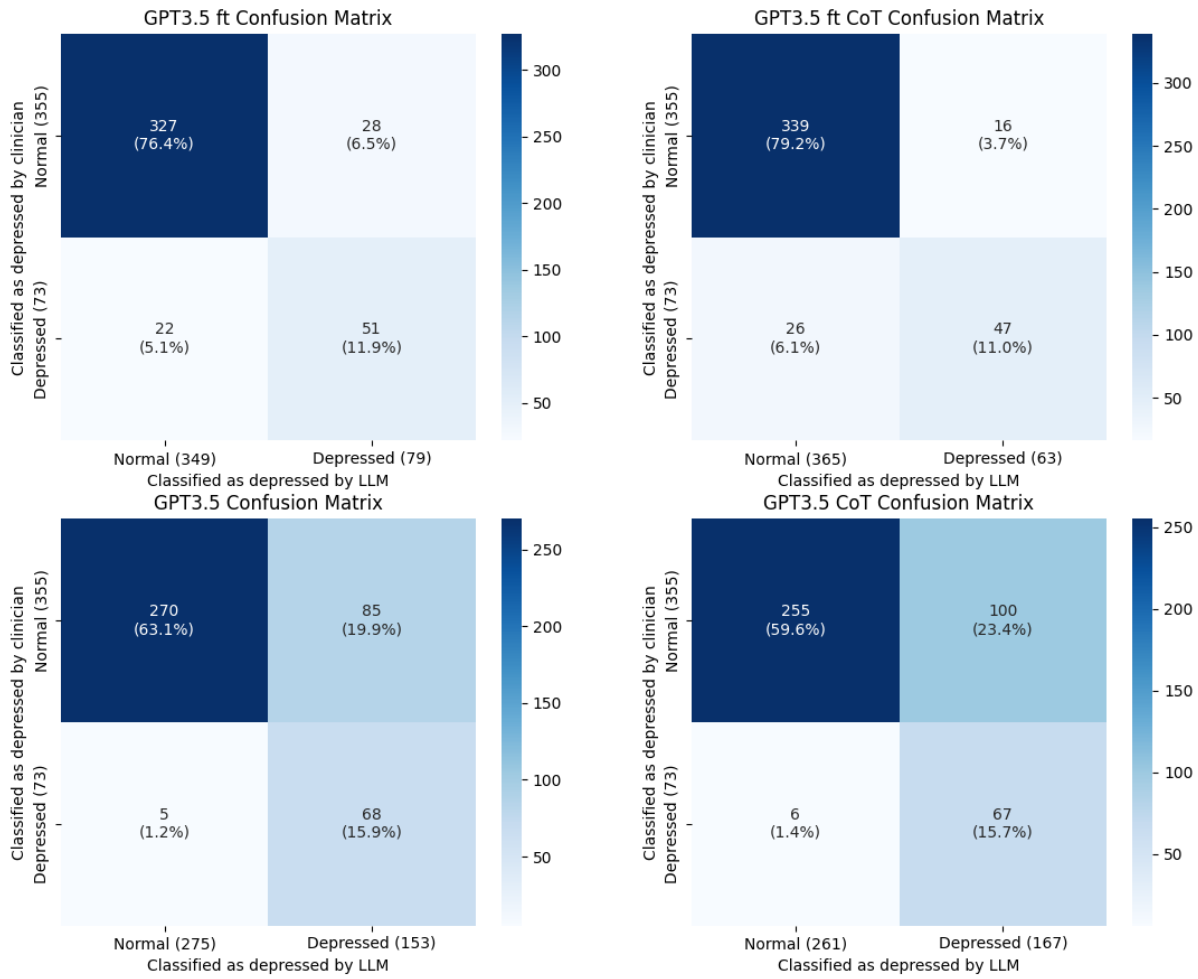 GPT3.5 ft Confusion Matrix
Classified as depressed by clinician
Normal (355)
Depressed (73)
327
(76.4%)
28
(6.5%)
22
(5.1%)
51
(11.9%)
300
250
200
150
100
50
Normal (349)
Depressed (79)
Classified as depressed by LLM
GPT3.5 ft CoT Confusion Matrix
Classified as depressed by clinician
Normal (355)
Depressed (73)
339
(79.2%)
16
(3.7%)
26
(6.1%)
47
(11.0%)
300
250
200
150
100
50
Normal (365)
Depressed (63)
Classified as depressed by LLM
GPT3.5 Confusion Matrix
Classified as depressed by clinician
Normal (355)
Depressed (73)
270
(63.1%)
85
(19.9%)
5
(1.2%)
68
(15.9%)
250
200
150
100
50
Normal (275)
Depressed (153)
Classified as depressed by LLM
GPT3.5 CoT Confusion Matrix
Classified as depressed by clinician
Normal (355)
Depressed (73)
255
(59.6%)
100
(23.4%)
6
(1.4%)
67
(15.7%)
250
200
150
100
50
Normal (261)
Depressed (167)
Classified as depressed by LLM